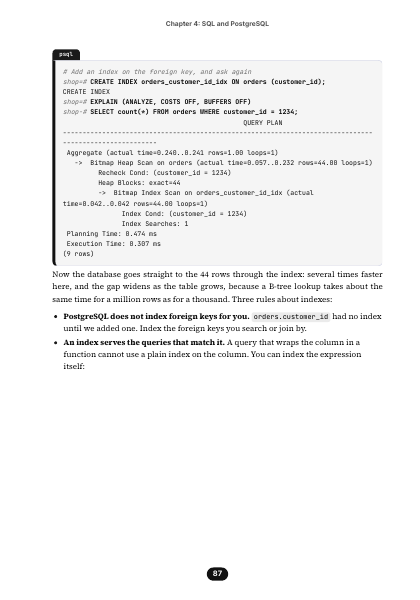 Chapter 4: SQL and PostgreSQL
psql
# Add an index on the foreign key, and ask again
shop=# CREATE INDEX orders_customer_id_idx ON orders (customer_id);
CREATE INDEX
shop=# EXPLAIN (ANALYZE, COSTS OFF, BUFFERS OFF)
shop-# SELECT count(*) FROM orders WHERE customer_id = 1234;
QUERY PLAN
--------------------------------------------------------------------------------
-----------------------
Aggregate (actual time=0.240..0.241 rows=1.00 loops=1)
->  Bitmap Heap Scan on orders (actual time=0.057..0.232 rows=44.00 loops=1)
Recheck Cond: (customer_id = 1234)
Heap Blocks: exact=44
->  Bitmap Index Scan on orders_customer_id_idx (actual
time=0.042..0.042 rows=44.00 loops=1)
Index Cond: (customer_id = 1234)
Index Searches: 1
Planning Time: 0.474 ms
Execution Time: 0.307 ms
(9 rows)
Now the database goes straight to the 44 rows through the index: several times faster
here, and the gap widens as the table grows, because a B-tree lookup takes about the
same time for a million rows as for a thousand. Three rules about indexes:
• PostgreSQL does not index foreign keys for you. orders.customer_id had no index
until we added one. Index the foreign keys you search or join by.
• An index serves the queries that match it. A query that wraps the column in a
function cannot use a plain index on the column. You can index the expression
itself:
87